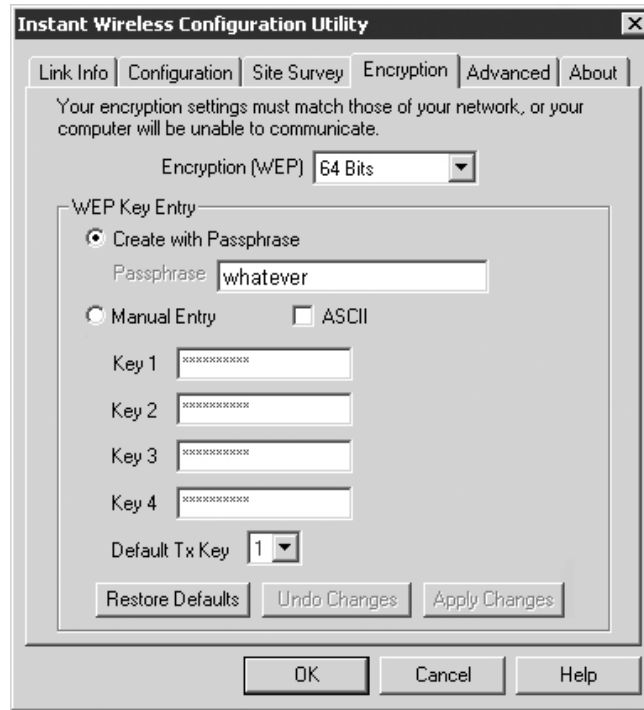 Instant Wireless Configuration Utility
Link Info Configuration Site Survey Encryption Advanced About
Your encryption settings must match those of your network, or your
computer will be unable to communicate.
Encryption (WEP) 64 Bits
WEP Key Entry
Create with Passphrase
Passphrase whatever
Manual Entry ASCII
Key 1 **********
Key 2 **********
Key 3 **********
Key 4 **********
Default Tx Key 1
Restore Defaults Undo Changes Apply Changes
OK Cancel Help